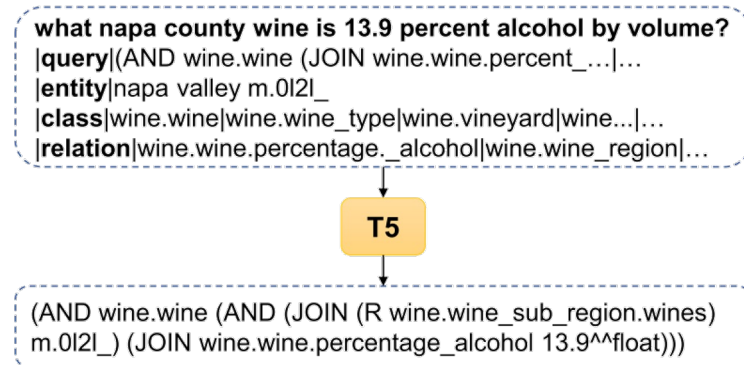 what napa county wine is 13.9 percent alcohol by volume?
|query|(AND wine.wine (JOIN wine.wine.percent_...|...
|entity|napa valley m.0l2l_
|class|wine.wine|wine.wine_type|wine.vineyard|wine...|...
|relation|wine.wine.percentage._alcohol|wine.wine_region|...
T5
(AND wine.wine (AND (JOIN (R wine.wine_sub_region.wines)
m.0l2l_) (JOIN wine.wine.percentage_alcohol 13.9^^float)))